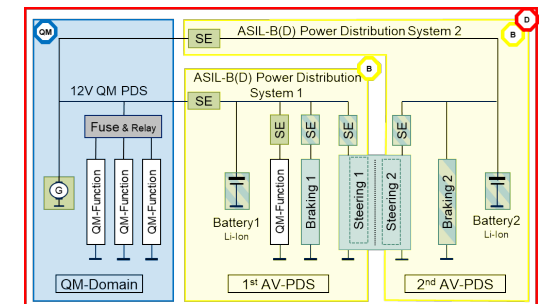 QM
D
B
SE
ASIL-B(D) Power Distribution System 2
B
ASIL-B(D) Power Distribution
System 1
12V QM PDS
SE
Fuse & Relay
SE
SE
SE
SE
G
QM-Function
QM-Function
QM-Function
Battery1
Li-Ion
QM-Function
Braking 1
Steering 1
Steering 2
Braking 2
Battery2
Li-Ion
QM-Domain
1st AV-PDS
2nd AV-PDS